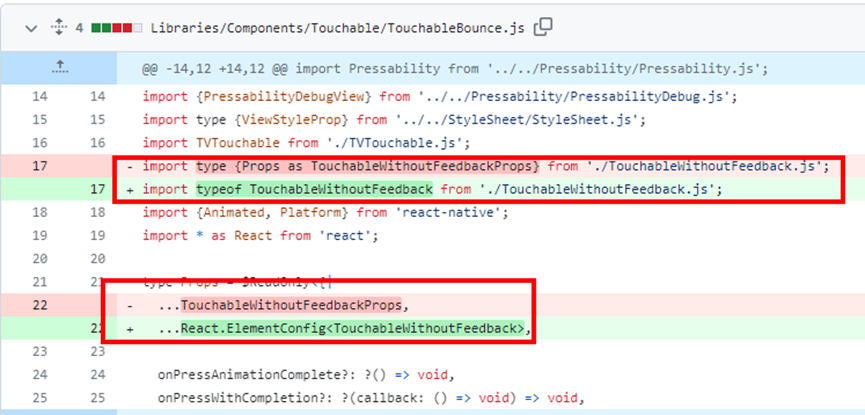 4 Libraries/Components/Touchable/TouchableBounce.js
@@ -14,12 +14,12 @@ import Pressability from '../../Pressability/Pressability.js';
14 14 import {PressabilityDebugView} from '../../Pressability/PressabilityDebug.js';
15 15 import type {ViewStyleProp} from '../../StyleSheet/StyleSheet.js';
16 16 import TVTouchable from './TVTouchable.js';
17 - import type {Props as TouchableWithoutFeedbackProps} from './TouchableWithoutFeedback.js';
17 + import typeof TouchableWithoutFeedback from './TouchableWithoutFeedback.js';
18 18 import {Animated, Platform} from 'react-native';
19 19 import * as React from 'react';
20 20
21 21 type Props = $ReadOnly<{|
22 - ...TouchableWithoutFeedbackProps,
22 + ...React.ElementConfig<TouchableWithoutFeedback>,
23 23
24 24 onPressAnimationComplete?: ?() => void,
25 25 onPressWithCompletion?: ?(callback: () => void) => void,